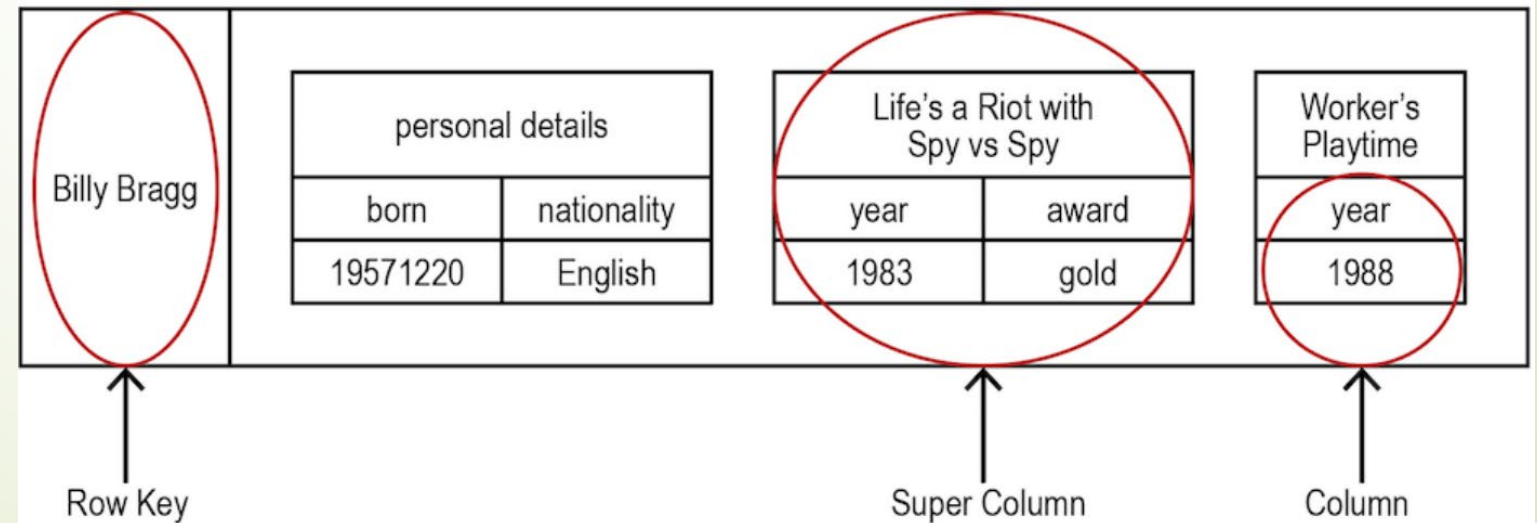 Billy Bragg
personal details
born nationality
19571220 English
Life's a Riot with
Spy vs Spy
year award
1983 gold
Worker's
Playtime
year
1988
Row Key
Super Column
Column